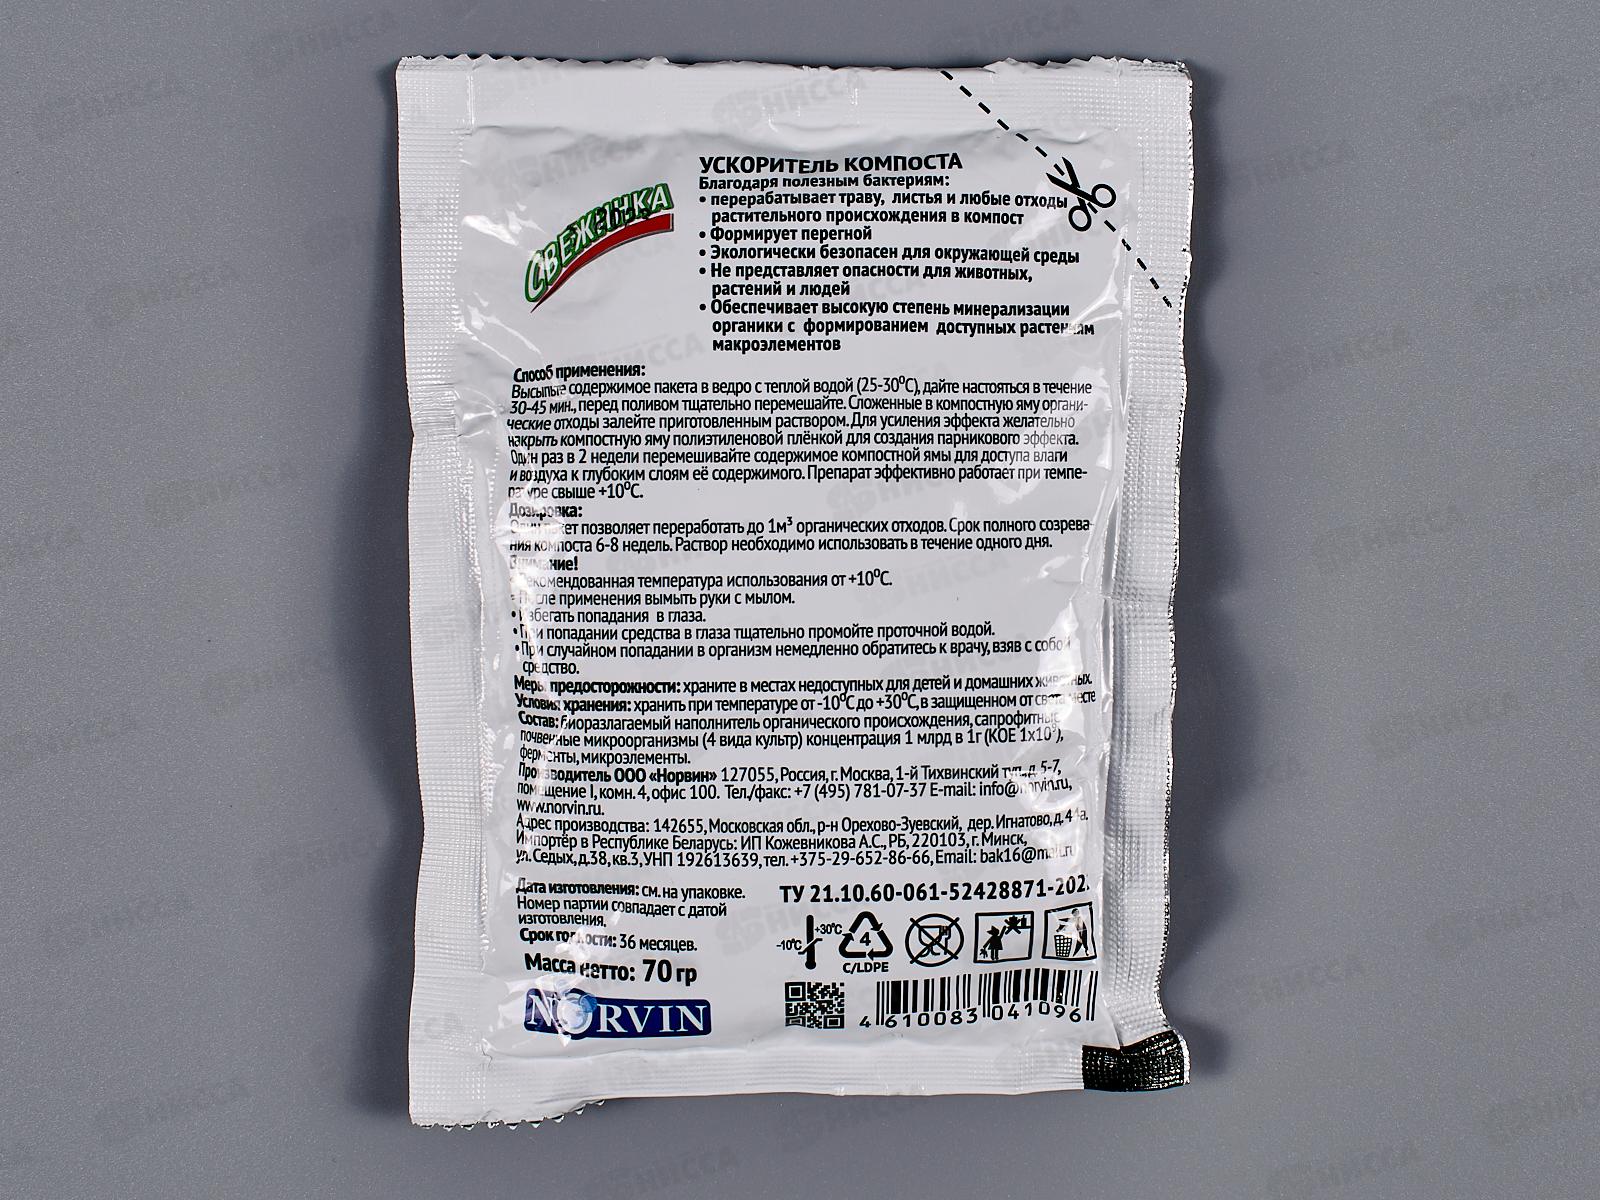 УСКОРИТЕЛЬ КОМПОСТА
Благодаря полезным бактериям:
• перерабатывает траву, листья и любые отходы
растительного происхождения в компост
• Формирует перегной
• Экологически безопасен для окружающей среды
• Не представляет опасности для животных,
растений и людей
• Обеспечивает высокую степень минерализации
органики с формированием доступных растениям
макроэлементов
СВЕЖИНКА
Способ применения:
Высыпьте содержимое пакета в ведро с теплой водой (25-30⁰С), дайте настояться в течение
30-45 мин., перед поливом тщательно перемешайте. Сложенные в компостную яму органи-
ческие отходы залейте приготовленным раствором. Для усиления эффекта желательно
накрыть компостную яму полиэтиленовой плёнкой для создания парникового эффекта.
Один раз в 2 недели перемешивайте содержимое компостной ямы для доступа влаги
и воздуха к глубоким слоям её содержимого. Препарат эффективно работает при темпе-
ратуре свыше +10⁰С.
Дозировка:
Один пакет позволяет переработать до 1м³ органических отходов. Срок полного созрева-
ния компоста 6-8 недель. Раствор необходимо использовать в течение одного дня.
Внимание!
• Рекомендованная температура использования от +10⁰С.
• После применения вымыть руки с мылом.
• Избегать попадания в глаза.
• При попадании средства в глаза тщательно промойте проточной водой.
• При случайном попадании в организм немедленно обратитесь к врачу, взяв с собой
средство.
Меры предосторожности: храните в местах недоступных для детей и домашних животных.
Условия хранения: хранить при температуре от -10⁰С до +30⁰С, в защищенном от света месте
Состав: биоразлагаемый наполнитель органического происхождения, сапрофитные
почвенные микроорганизмы (4 вида культр) концентрация 1 млрд в 1г (КОЕ 1х10⁹),
ферменты, микроэлементы.
Производитель ООО «Норвин» 127055, Россия, г. Москва, 1-й Тихвинский туп., д. 5-7,
помещение I, комн. 4, офис 100. Тел./факс: +7 (495) 781-07-37 E-mail: info@norvin.ru,
www.norvin.ru.
Адрес производства: 142655, Московская обл., р-н Орехово-Зуевский, дер. Игнатово,
Импортёр в Республике Беларусь: ИП Кожевникова А.С., РБ, 220103, г. Минск,
ул. Седых, д.38, кв.3, УНП 192613639, тел. +375-29-652-86-66, Email: bak16@mail.ru
Дата изготовления: см. на упаковке.
Номер партии совпадает с датой
изготовления.
Срок годности: 36 месяцев.
Масса нетто: 70 гр
NORVIN
ТУ 21.10.60-061-52428871-202
-10⁰С +30⁰С
4
C/LDPE
4 610083 041096
НИССА